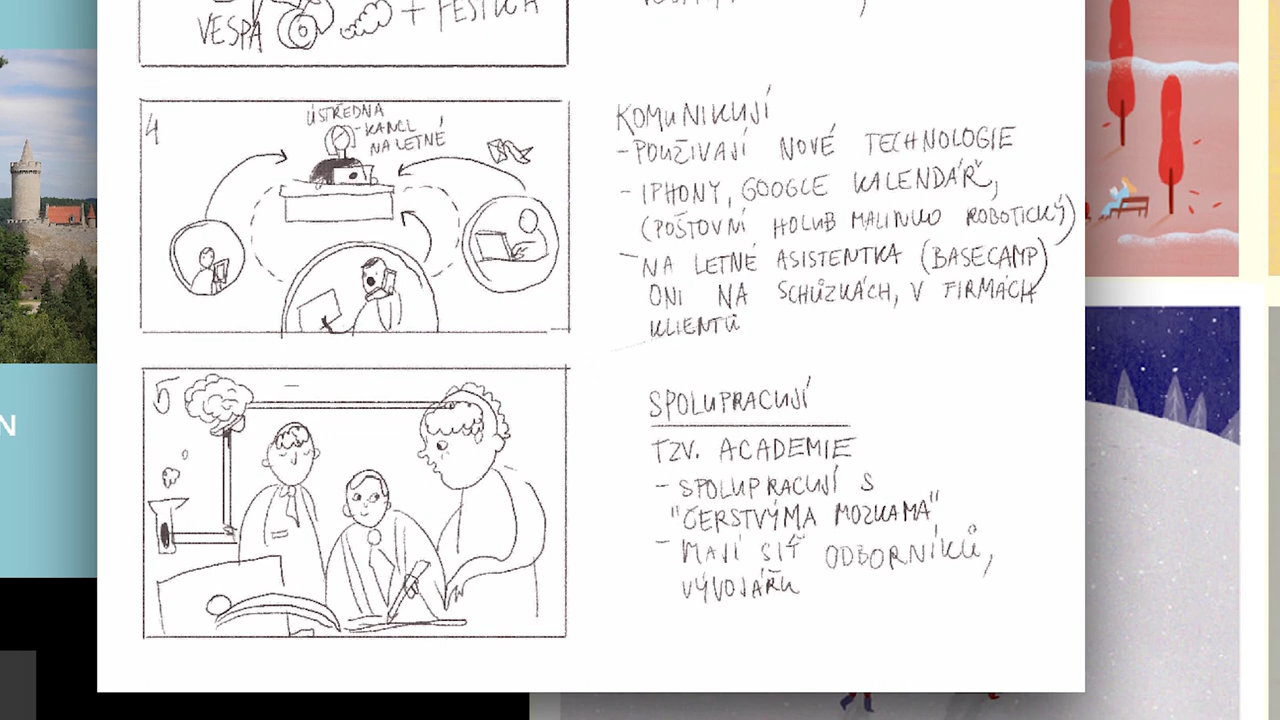 VESPA + FESTKA
4
ÚSTŘEDNA
KANCL
NA LETNÉ
KOMUNIKUJÍ
- POUŽÍVAJÍ NOVÉ TECHNOLOGIE
- IPHONY, GOOGLE KALENDÁŘ,
(POŠTOVNÍ HOLUB MALINKO ROBOTICKÝ)
- NA LETNÉ ASISTENTKA (BASECAMP)
ONI NA SCHŮZKÁCH, V FIRMÁCH
KLIENTŮ
5
SPOLUPRACUJÍ
TZV. ACADEMIE
- SPOLUPRACUJÍ S
"ČERSTVÝMA MOZKAMA"
- MAJÍ SÍŤ ODBORNÍKŮ,
VÝVOJÁŘŮ
N